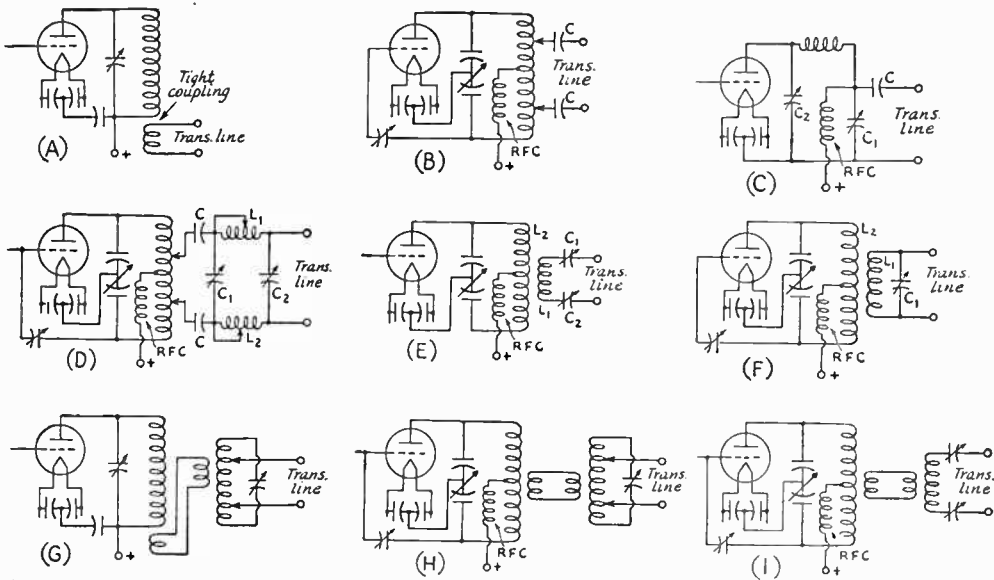 Tight
coupling
Trans. line
+
(A)
C
Trans.
line
C
RFC
+
(B)
C
C2
Trans.
line
C1
RFC
+
(C)
C
L1
C1
C2
Trans.
line
C
L2
RFC
+
(D)
L2
C1
Trans.
line
L1
C2
RFC
+
(E)
L2
L1
C1
Trans.
line
RFC
+
(F)
Trans.
line
+
(G)
Trans.
line
RFC
+
(H)
Trans.
line
RFC
+
(I)